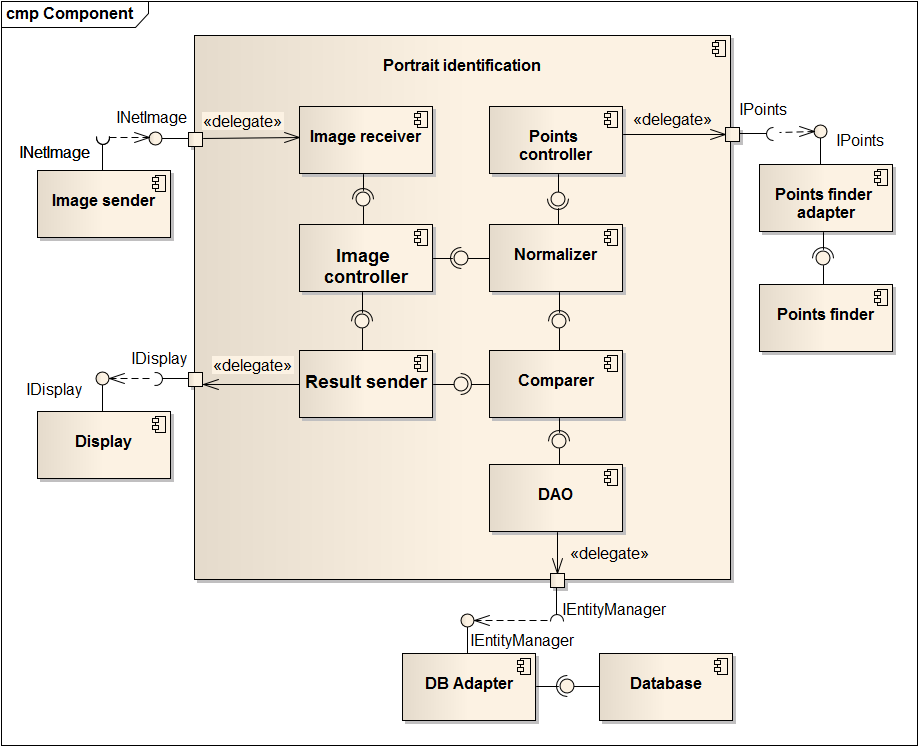 cmp Component
Portrait identification
INetImage
«delegate»
INetImage
Image sender
Image receiver
Points
controller
«delegate»
IPoints
IPoints
Points finder
adapter
Image
controller
Normalizer
Points finder
IDisplay
«delegate»
IDisplay
Display
Result sender
Comparer
DAO
«delegate»
IEntityManager
IEntityManager
DB Adapter
Database